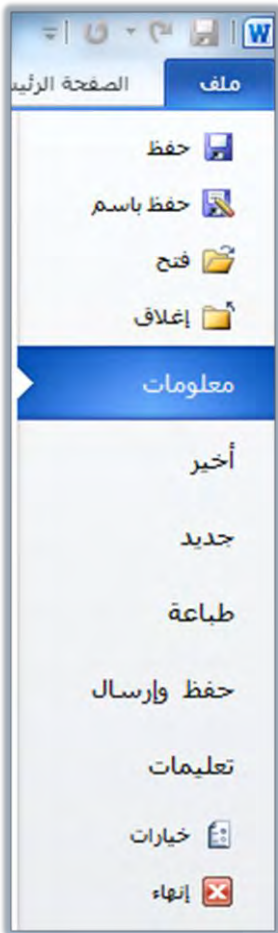 W
ملف الصفحة الرئيس
حفظ
حفظ باسم
فتح
إغلاق
معلومات
أخير
جديد
طباعة
حفظ وإرسال
تعليمات
خيارات
إنهاء